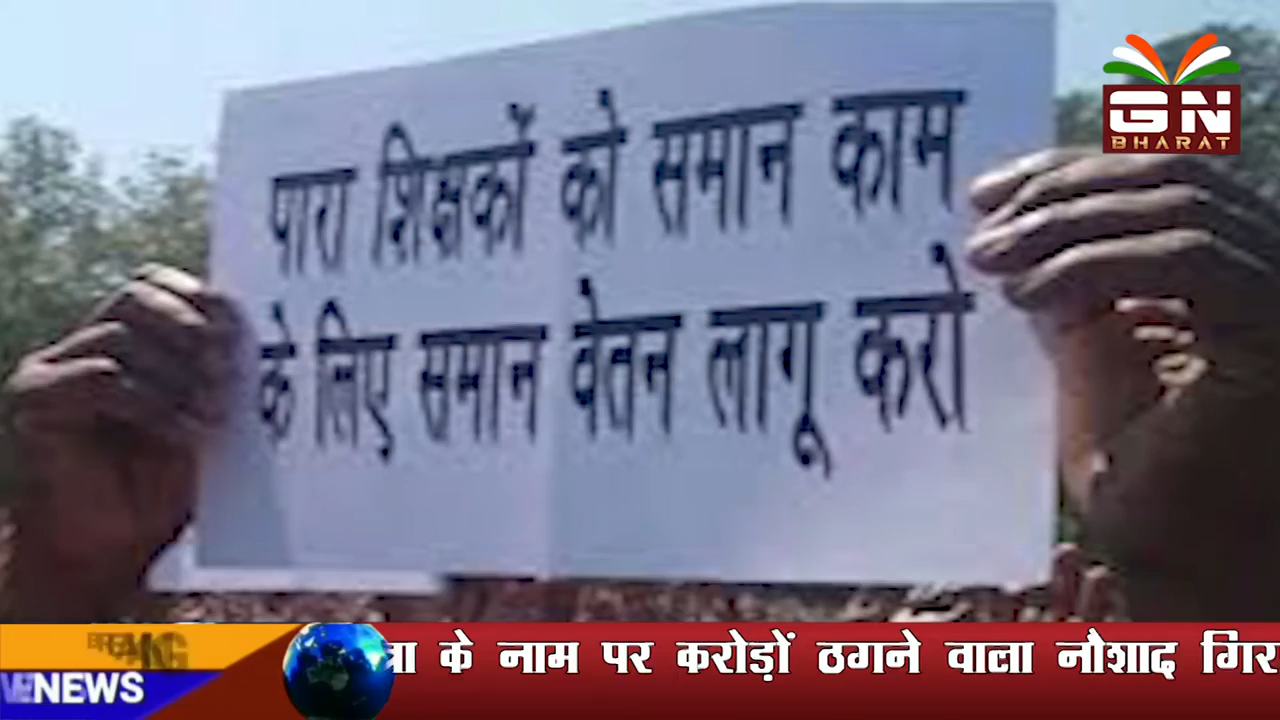 GN
BHARAT
पारा शिक्षकों को समान काम
के लिए समान वेतन लागू करो
के नाम पर करोड़ों ठगने वाला नौशाद
NEWS